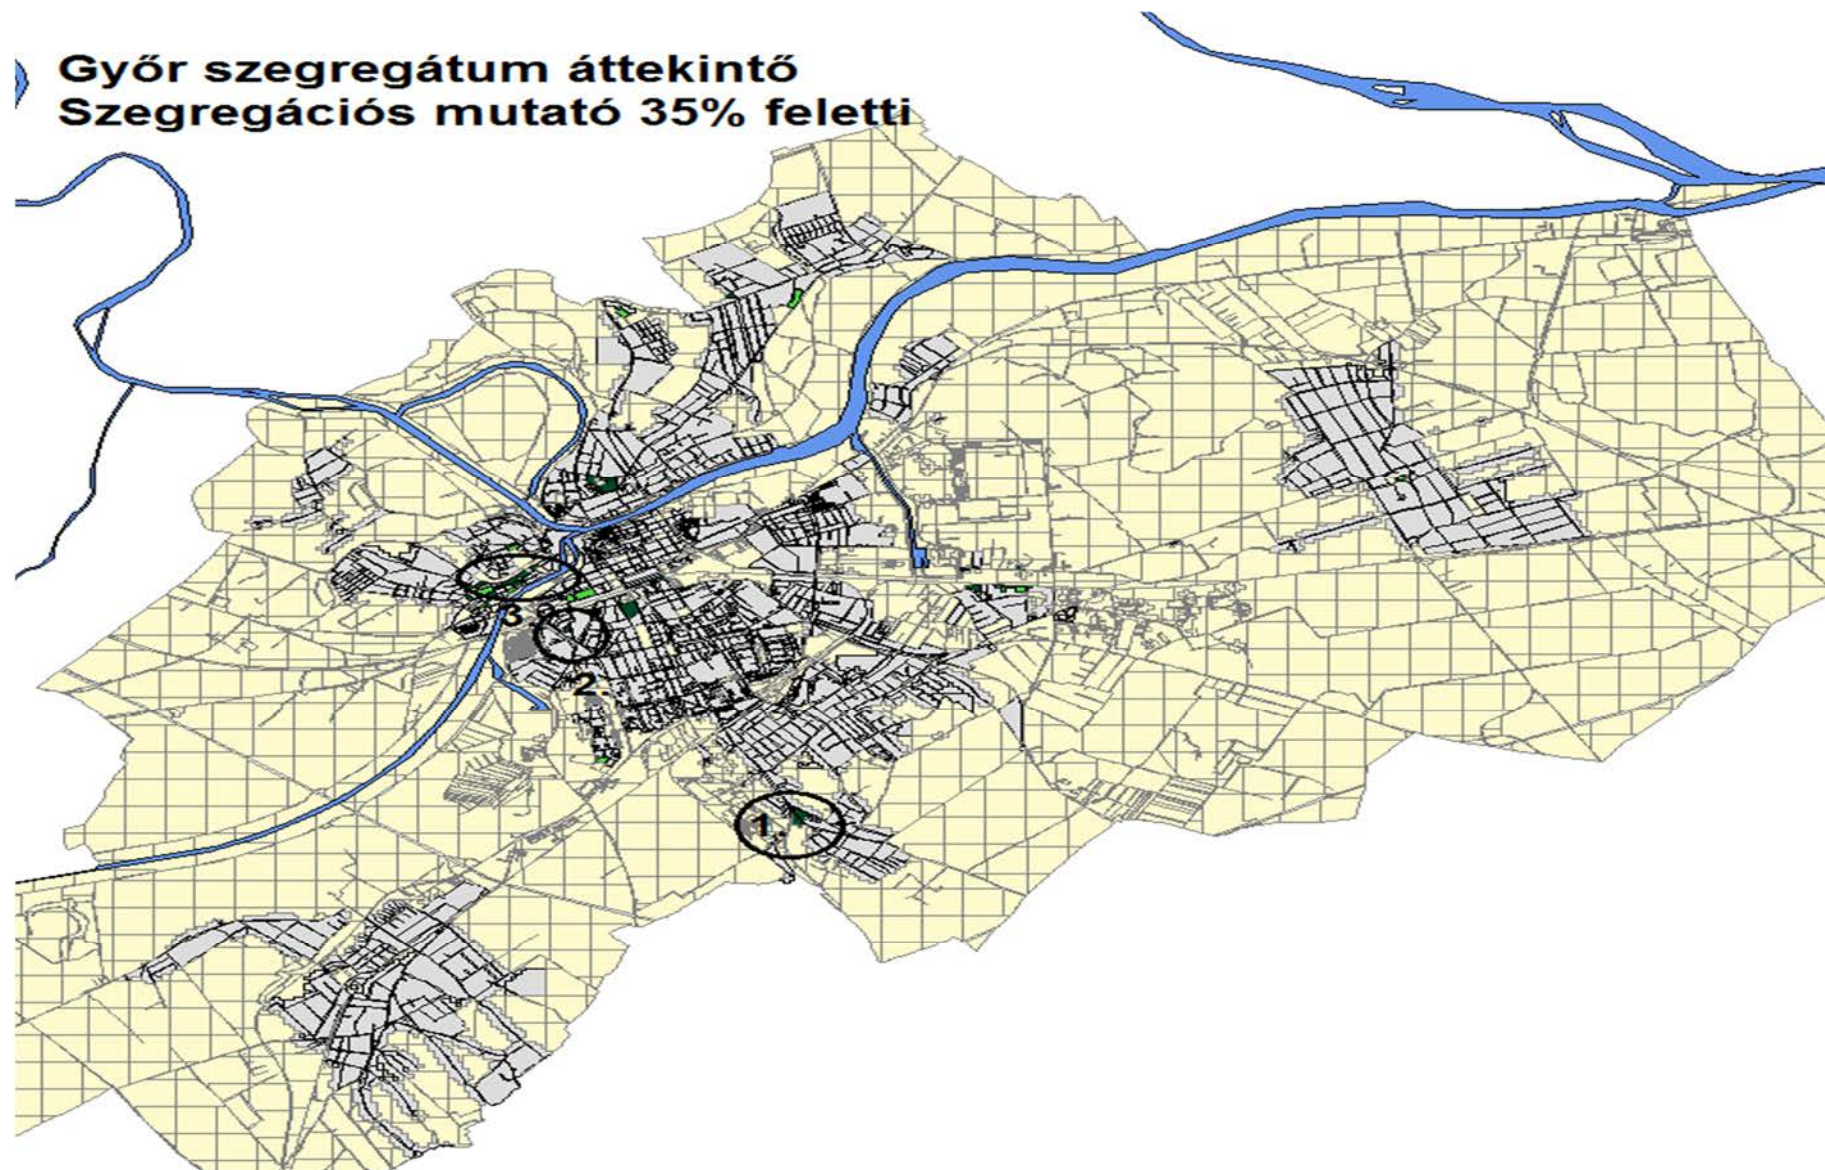 Győr szegregátum áttekintő
Szegregációs mutató 35% feletti
3.
2.
1.